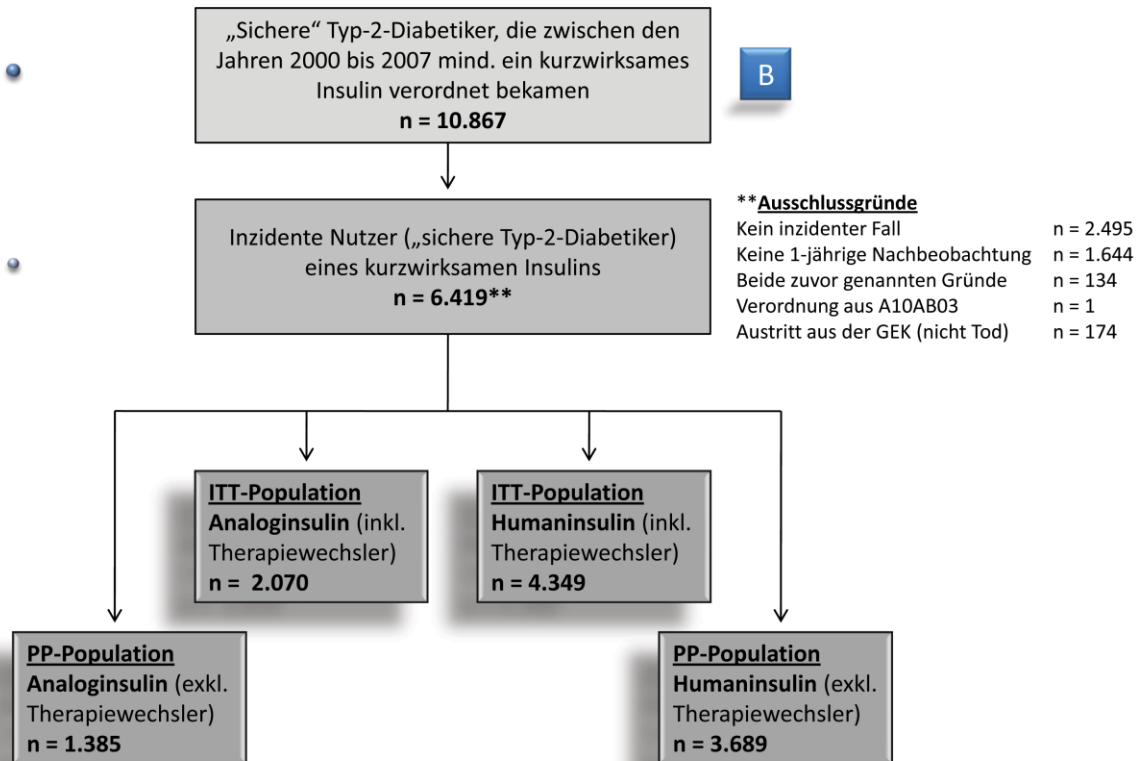 „Sichere“ Typ-2-Diabetiker, die zwischen den
Jahren 2000 bis 2007 mind. ein kurzwirksames
Insulin verordnet bekamen
n = 10.867
B
Inzidente Nutzer („sichere Typ-2-Diabetiker)
eines kurzwirksamen Insulins
n = 6.419**
**Ausschlussgründe
Kein inzidenter Fall n = 2.495
Keine 1-jährige Nachbeobachtung n = 1.644
Beide zuvor genannten Gründe n = 134
Verordnung aus A10AB03 n = 1
Austritt aus der GEK (nicht Tod) n = 174
ITT-Population
Analoginsulin (inkl.
Therapiewechsler)
n = 2.070
ITT-Population
Humaninsulin (inkl.
Therapiewechsler)
n = 4.349
PP-Population
Analoginsulin (exkl.
Therapiewechsler)
n = 1.385
PP-Population
Humaninsulin (exkl.
Therapiewechsler)
n = 3.689